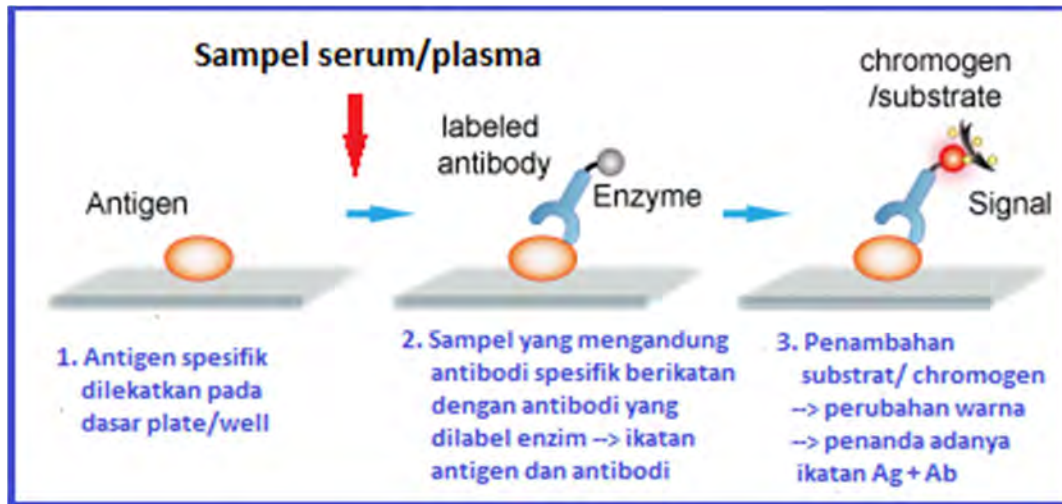 Sampel serum/plasma
Antigen
labeled
antibody
Enzyme
chromogen
/substrate
Signal
1. Antigen spesifik
dilekatkan pada
dasar plate/well
2. Sampel yang mengandung
antibodi spesifik berikatan
dengan antibodi yang
dilabel enzim --> ikatan
antigen dan antibodi
3. Penambahan
substrat/ chromogen
--> perubahan warna
--> penanda adanya
ikatan Ag + Ab